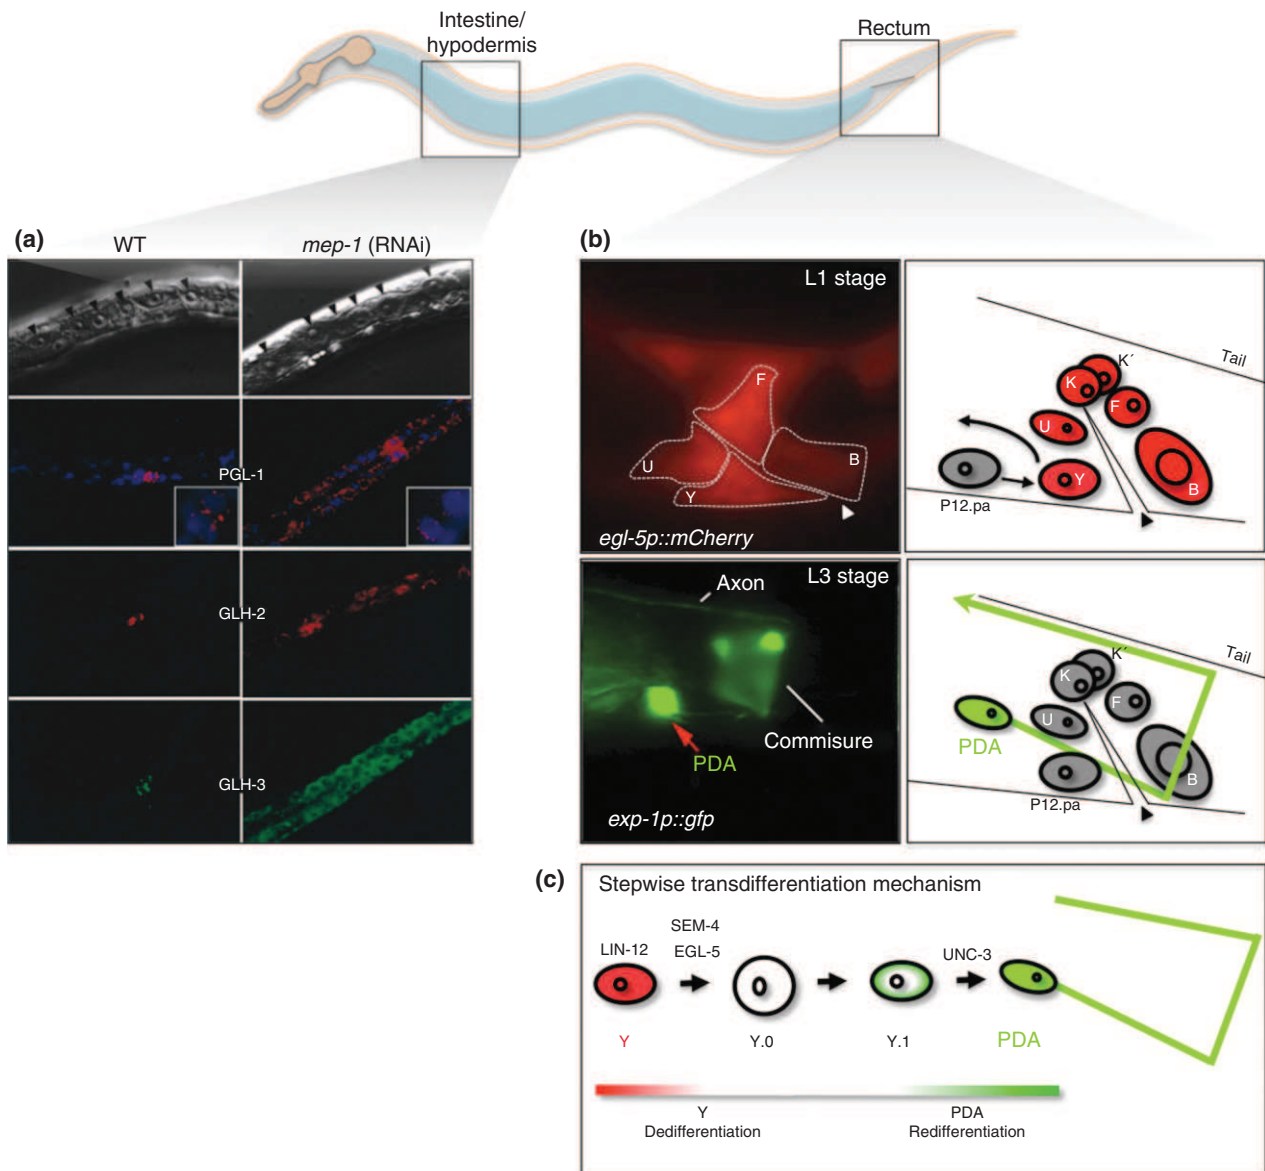 Intestine/
hypodermis
Rectum
(a)
WT
mep-1 (RNAi)
PGL-1
GLH-2
GLH-3
(b)
L1 stage
F
U
B
Y
egl-5p::mCherry
K´
Tail
K
F
U
Y
B
P12.pa
L3 stage
Axon
Commisure
PDA
exp-1p::gfp
K´
Tail
K
F
U
PDA
B
P12.pa
(c)
Stepwise transdifferentiation mechanism
SEM-4
LIN-12
EGL-5
UNC-3
Y
Y.0
Y.1
PDA
Y
Dedifferentiation
PDA
Redifferentiation